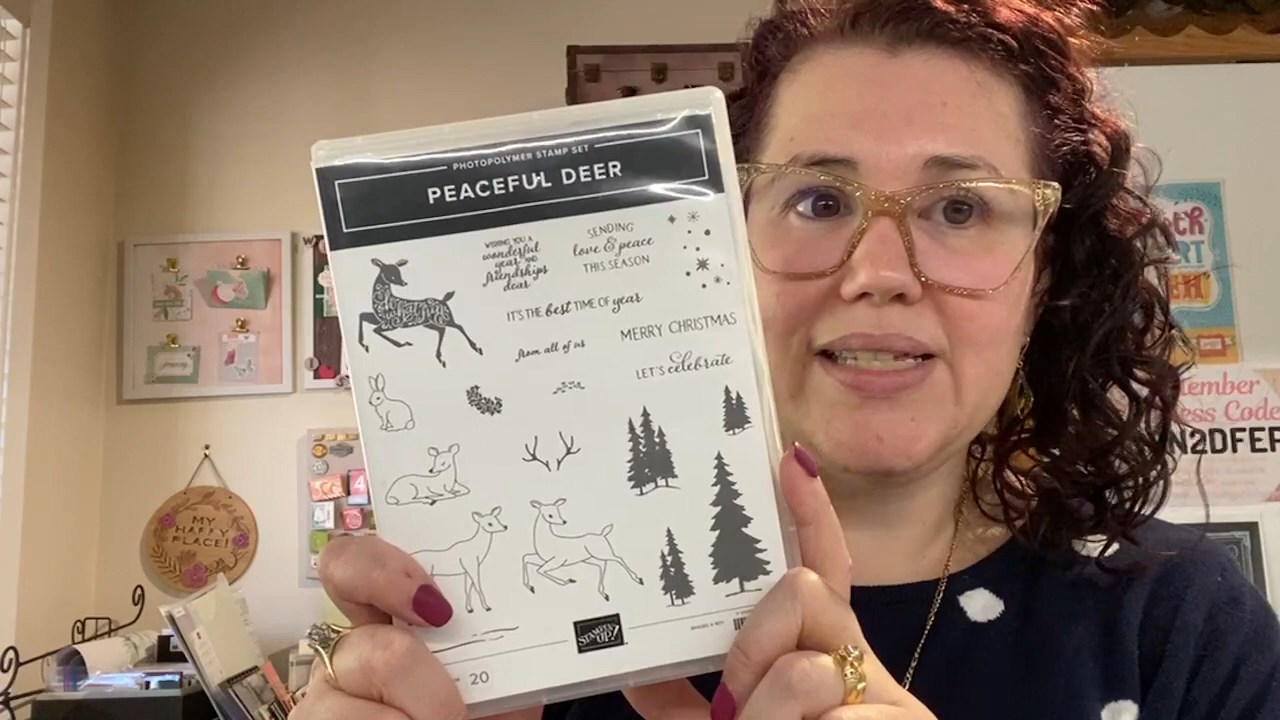 PHOTOPOLYMER STAMP SET
PEACEFUL DEER
WISHING YOU A
wonderful
year AND
friendships
dear
SENDING
love & peace
THIS SEASON
IT'S THE best TIME OF year
MERRY CHRISTMAS
from all of us
LET'S celebrate
STAMPIN' UP!
20
MY
HAPPY
PLACE!
4